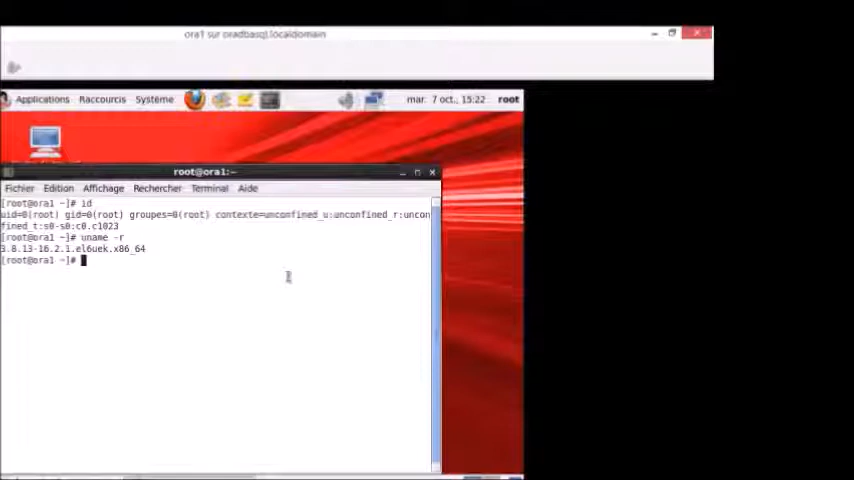 ora1 sur oradbasql.localdomain
Applications Raccourcis Système mar. 7 oct., 15:22 root
root@ora1:~
Fichier Edition Affichage Rechercher Terminal Aide
[root@ora1 ~]# id
uid=0(root) gid=0(root) groupes=0(root) contexte=unconfined_u:unconfined_r:uncon
fined_t:s0-s0:c0.c1023
[root@ora1 ~]# uname -r
3.8.13-16.2.1.el6uek.x86_64
[root@ora1 ~]#